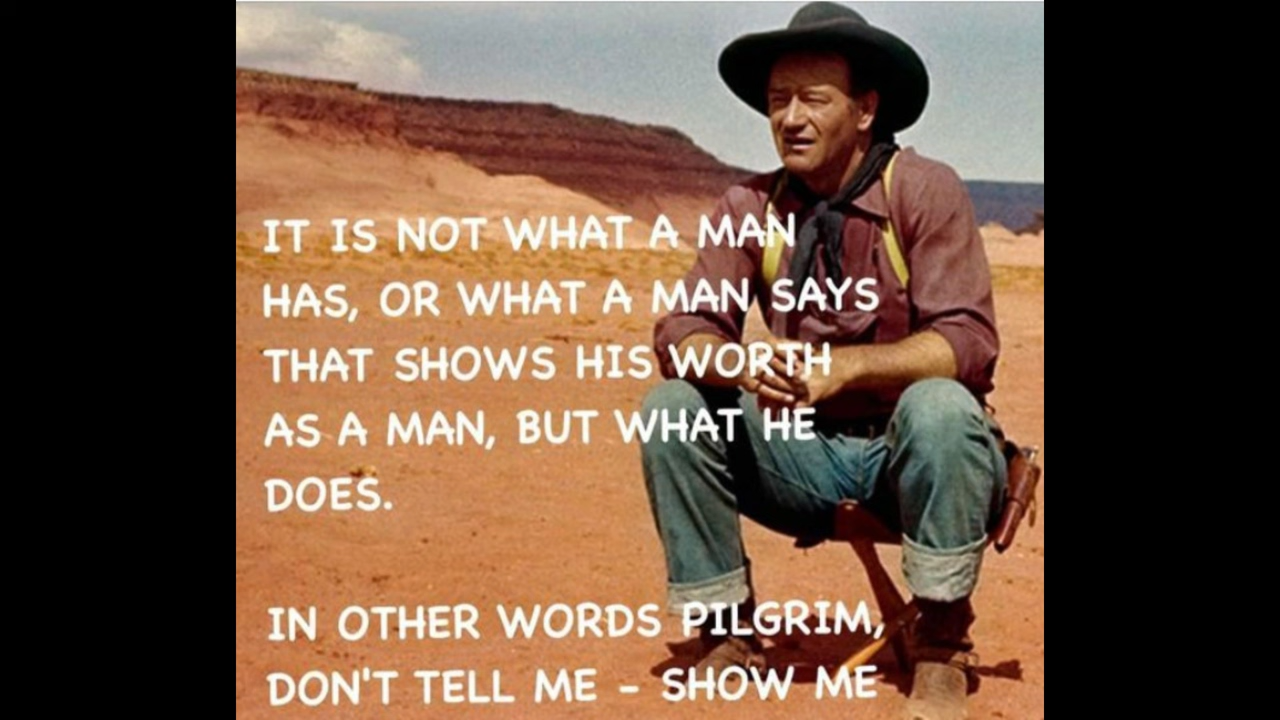 IT IS NOT WHAT A MAN
HAS, OR WHAT A MAN SAYS
THAT SHOWS HIS WORTH
AS A MAN, BUT WHAT HE
DOES.
IN OTHER WORDS PILGRIM,
DON'T TELL ME - SHOW ME